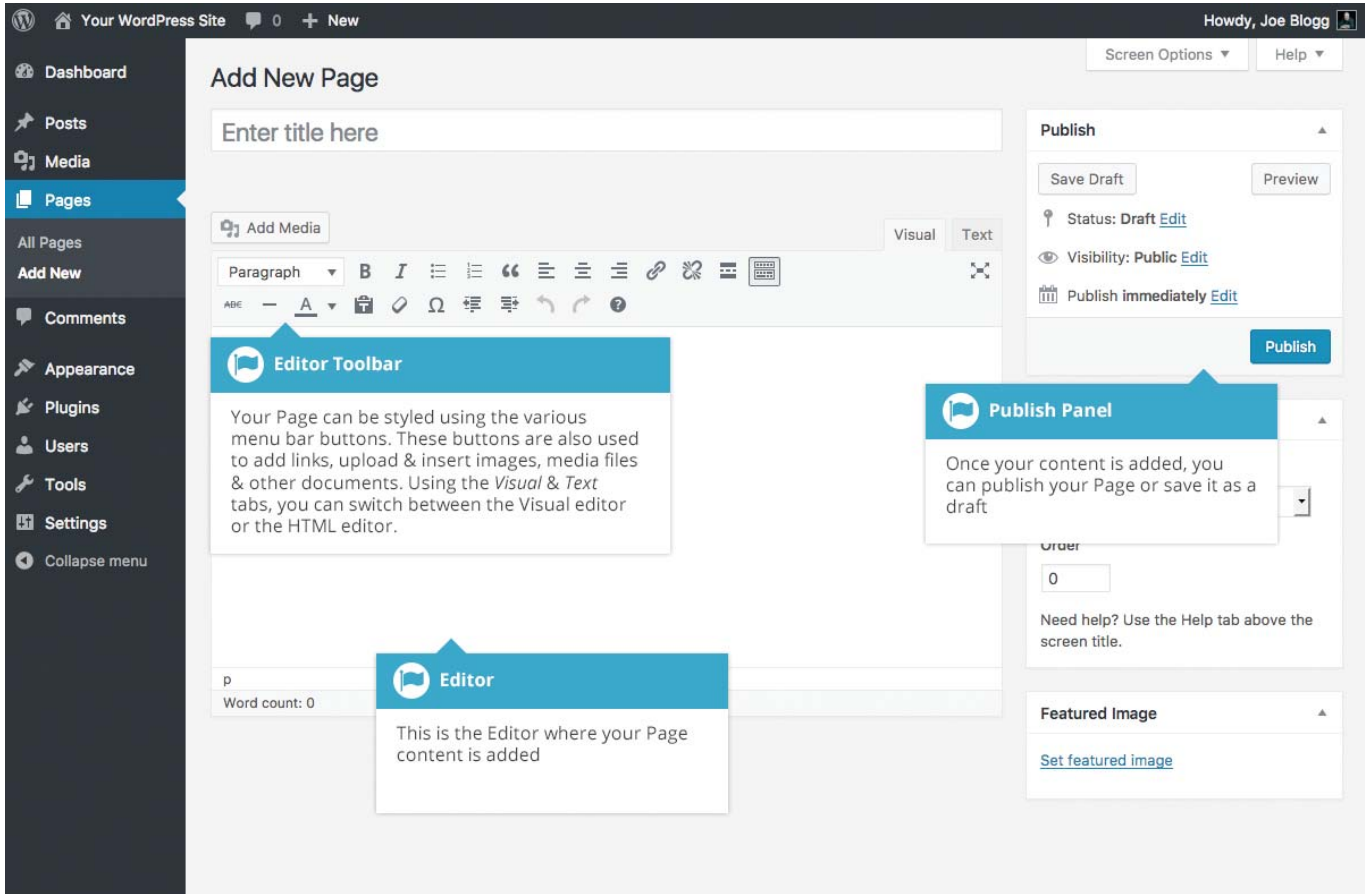 Your WordPress Site 0 + New
Howdy, Joe Blogg
Screen Options ▼
Help ▼
Dashboard
Posts
Media
Pages
All Pages
Add New
Comments
Appearance
Plugins
Users
Tools
Settings
Collapse menu
Add New Page
Enter title here
Add Media
Visual
Text
Paragraph
B I
ABC A Ω
Editor Toolbar
Your Page can be styled using the various
menu bar buttons. These buttons are also used
to add links, upload & insert images, media files
& other documents. Using the Visual & Text
tabs, you can switch between the Visual editor
or the HTML editor.
p
Word count: 0
Editor
This is the Editor where your Page
content is added
Publish
Save Draft
Preview
Status: Draft Edit
Visibility: Public Edit
Publish immediately Edit
Publish
Publish Panel
Once your content is added, you
can publish your Page or save it as a
draft
Order
0
Need help? Use the Help tab above the
screen title.
Featured Image
Set featured image